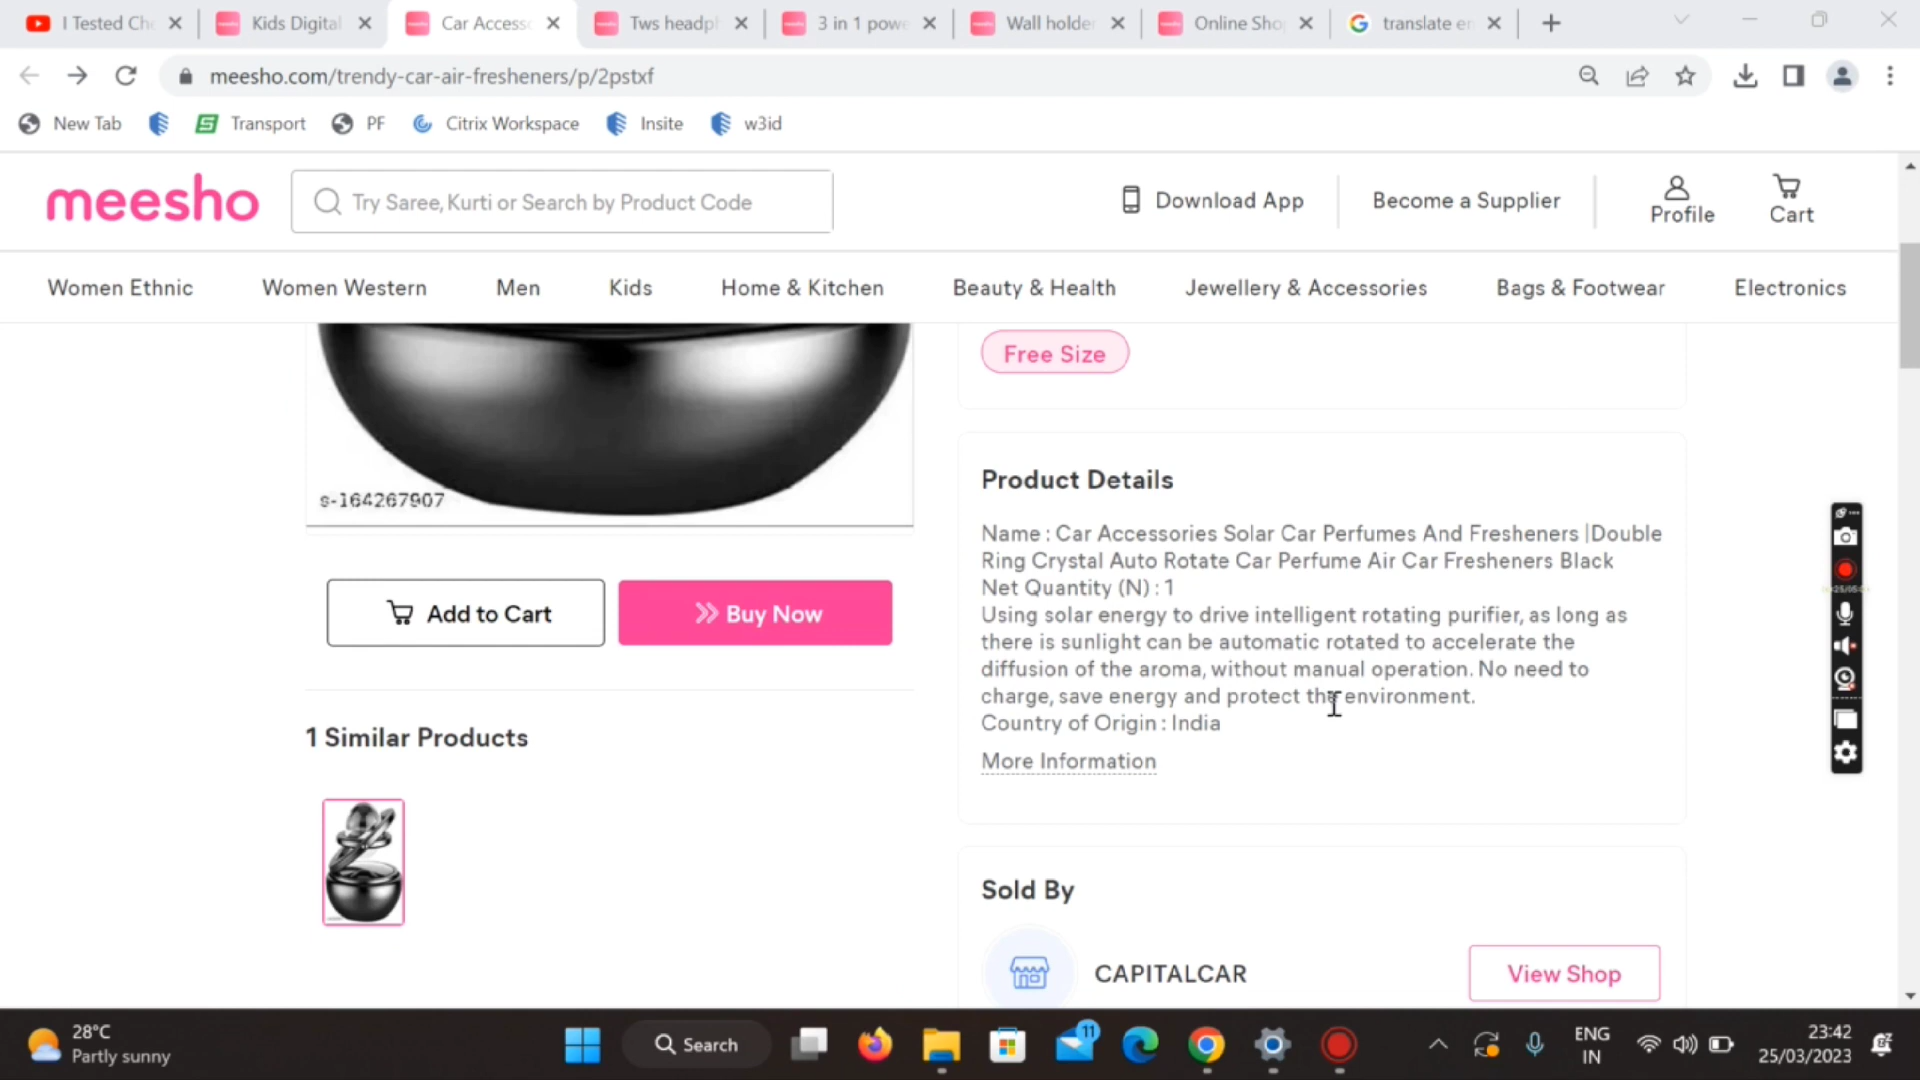 I Tested Che
Kids Digital
Car Accesso
Tws headph
3 in 1 powe
Wall holder
Online Shop
translate en
meesho.com/trendy-car-air-fresheners/p/2pstxf
New Tab
Transport
PF
Citrix Workspace
Insite
w3id
meesho
Try Saree, Kurti or Search by Product Code
Download App
Become a Supplier
Profile
Cart
Women Ethnic
Women Western
Men
Kids
Home & Kitchen
Beauty & Health
Jewellery & Accessories
Bags & Footwear
Electronics
s-164267907
Add to Cart
Buy Now
1 Similar Products
Free Size
Product Details
Name : Car Accessories Solar Car Perfumes And Fresheners |Double
Ring Crystal Auto Rotate Car Perfume Air Car Fresheners Black
Net Quantity (N) : 1
Using solar energy to drive intelligent rotating purifier, as long as
there is sunlight can be automatic rotated to accelerate the
diffusion of the aroma, without manual operation. No need to
charge, save energy and protect the environment.
Country of Origin : India
More Information
Sold By
CAPITALCAR
View Shop
28°C
Partly sunny
Search
11
ENG
IN
23:42
25/03/2023